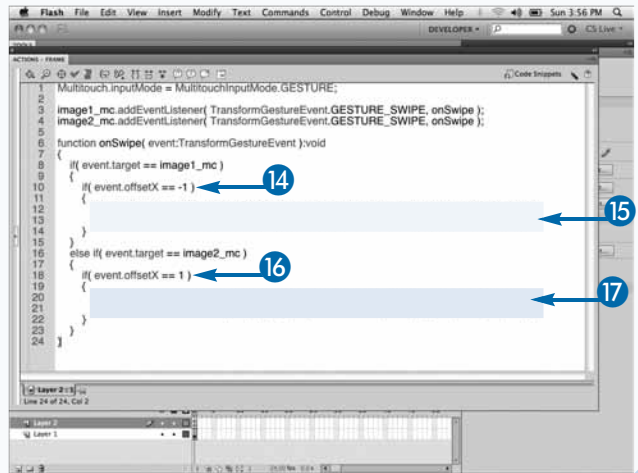 Flash File Edit View Insert Modify Text Commands Control Debug Window Help Sun 3:56 PM
DEVELOPER CS Live
TOOLS
ACTIONS - FRAME
Code Snippets
1 Multitouch.inputMode = MultitouchInputMode.GESTURE;
2
3 image1_mc.addEventListener( TransformGestureEvent.GESTURE_SWIPE, onSwipe );
4 image2_mc.addEventListener( TransformGestureEvent.GESTURE_SWIPE, onSwipe );
5
6 function onSwipe( event:TransformGestureEvent ):void
7 {
8 if( event.target == image1_mc )
9 {
10 if( event.offsetX == -1 ) 14
11 {
12
13 15
14 }
15 }
16 else if( event.target == image2_mc )
17 {
18 if( event.offsetX == 1 ) 16
19 {
20 17
21
22 }
23 }
24 }
Layer 2 : 1
Line 24 of 24, Col 2
Layer 2
Layer 1